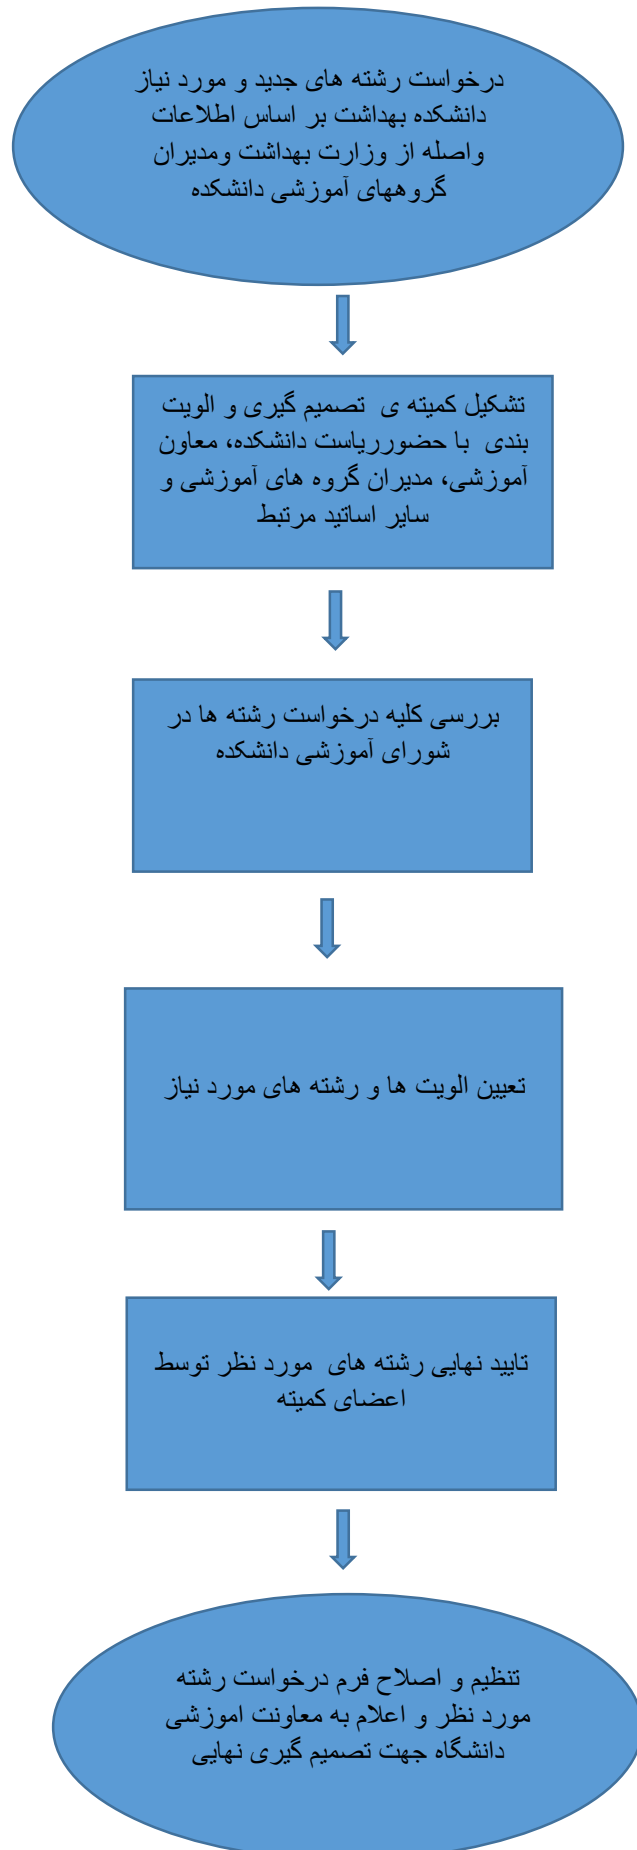 درخواست رشته های جدید و مورد نیاز
دانشکده بهداشت بر اساس اطلاعات
واصله از وزارت بهداشت ومدیران
گروههای آموزشی دانشکده
تشکیل کمیته ی تصمیم گیری و الویت
بندی با حضورریاست دانشکده، معاون
آموزشی، مدیران گروه های آموزشی و
سایر اساتید مرتبط
بررسی کلیه درخواست رشته ها در
شورای آموزشی دانشکده
تعیین الویت ها و رشته های مورد نیاز
تایید نهایی رشته های مورد نظر توسط
اعضای کمیته
تنظیم و اصلاح فرم درخواست رشته
مورد نظر و اعلام به معاونت اموزشی
دانشگاه جهت تصمیم گیری نهایی